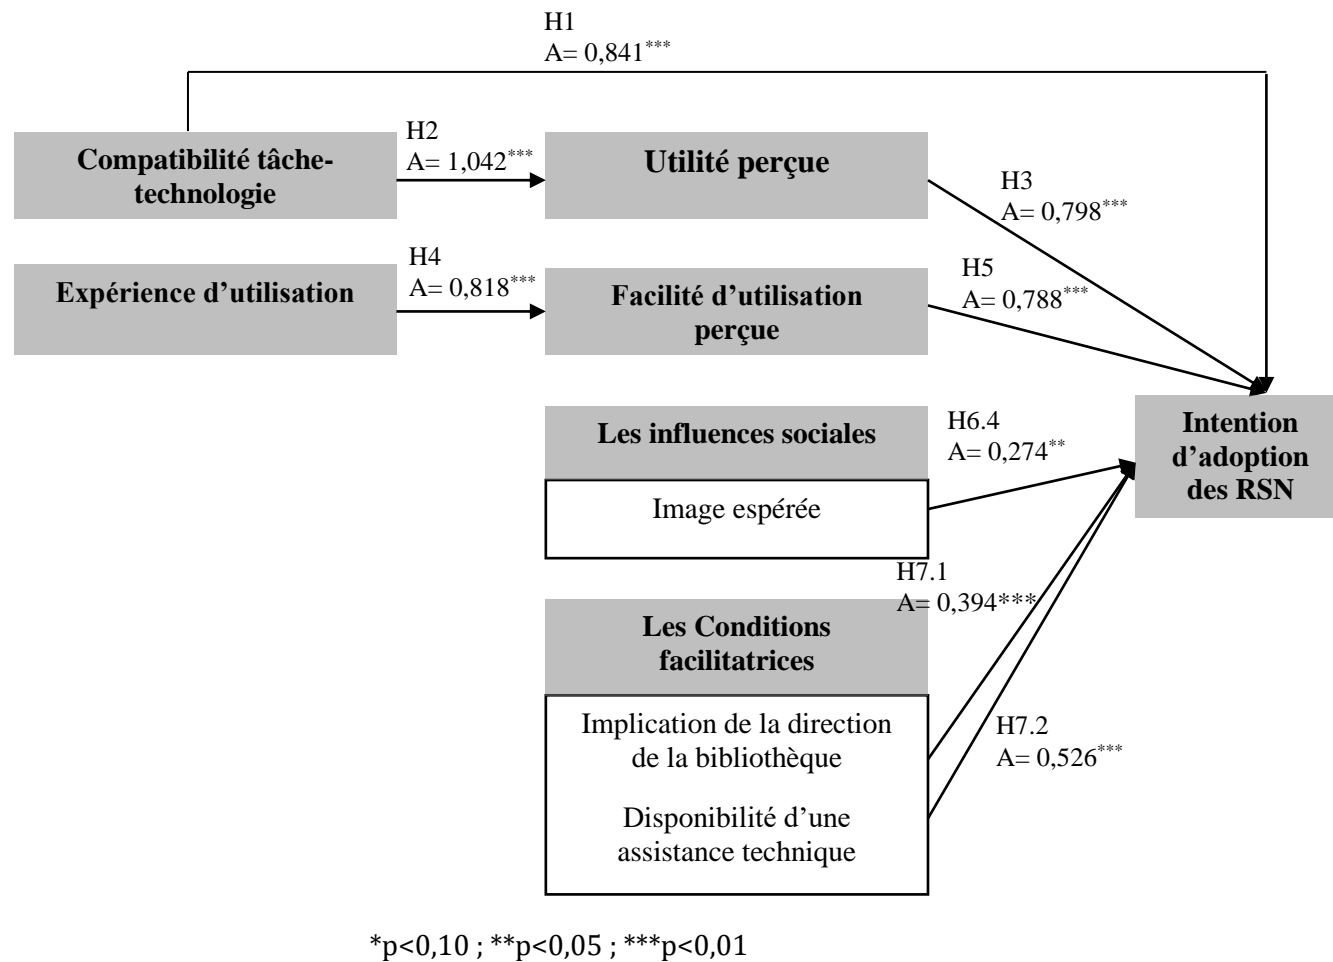 H1
A= 0,841***
H2
A= 1,042***
Compatibilité tâche-
technologie
Utilité perçue
H3
A= 0,798***
H4
A= 0,818***
Expérience d’utilisation
Facilité d’utilisation
perçue
H5
A= 0,788***
Les influences sociales
Image espérée
H6.4
A= 0,274**
Intention
d’adoption
des RSN
H7.1
A= 0,394***
Les Conditions
facilitatrices
Implication de la direction
de la bibliothèque
Disponibilité d’une
assistance technique
H7.2
A= 0,526***
*p<0,10 ; **p<0,05 ; ***p<0,01